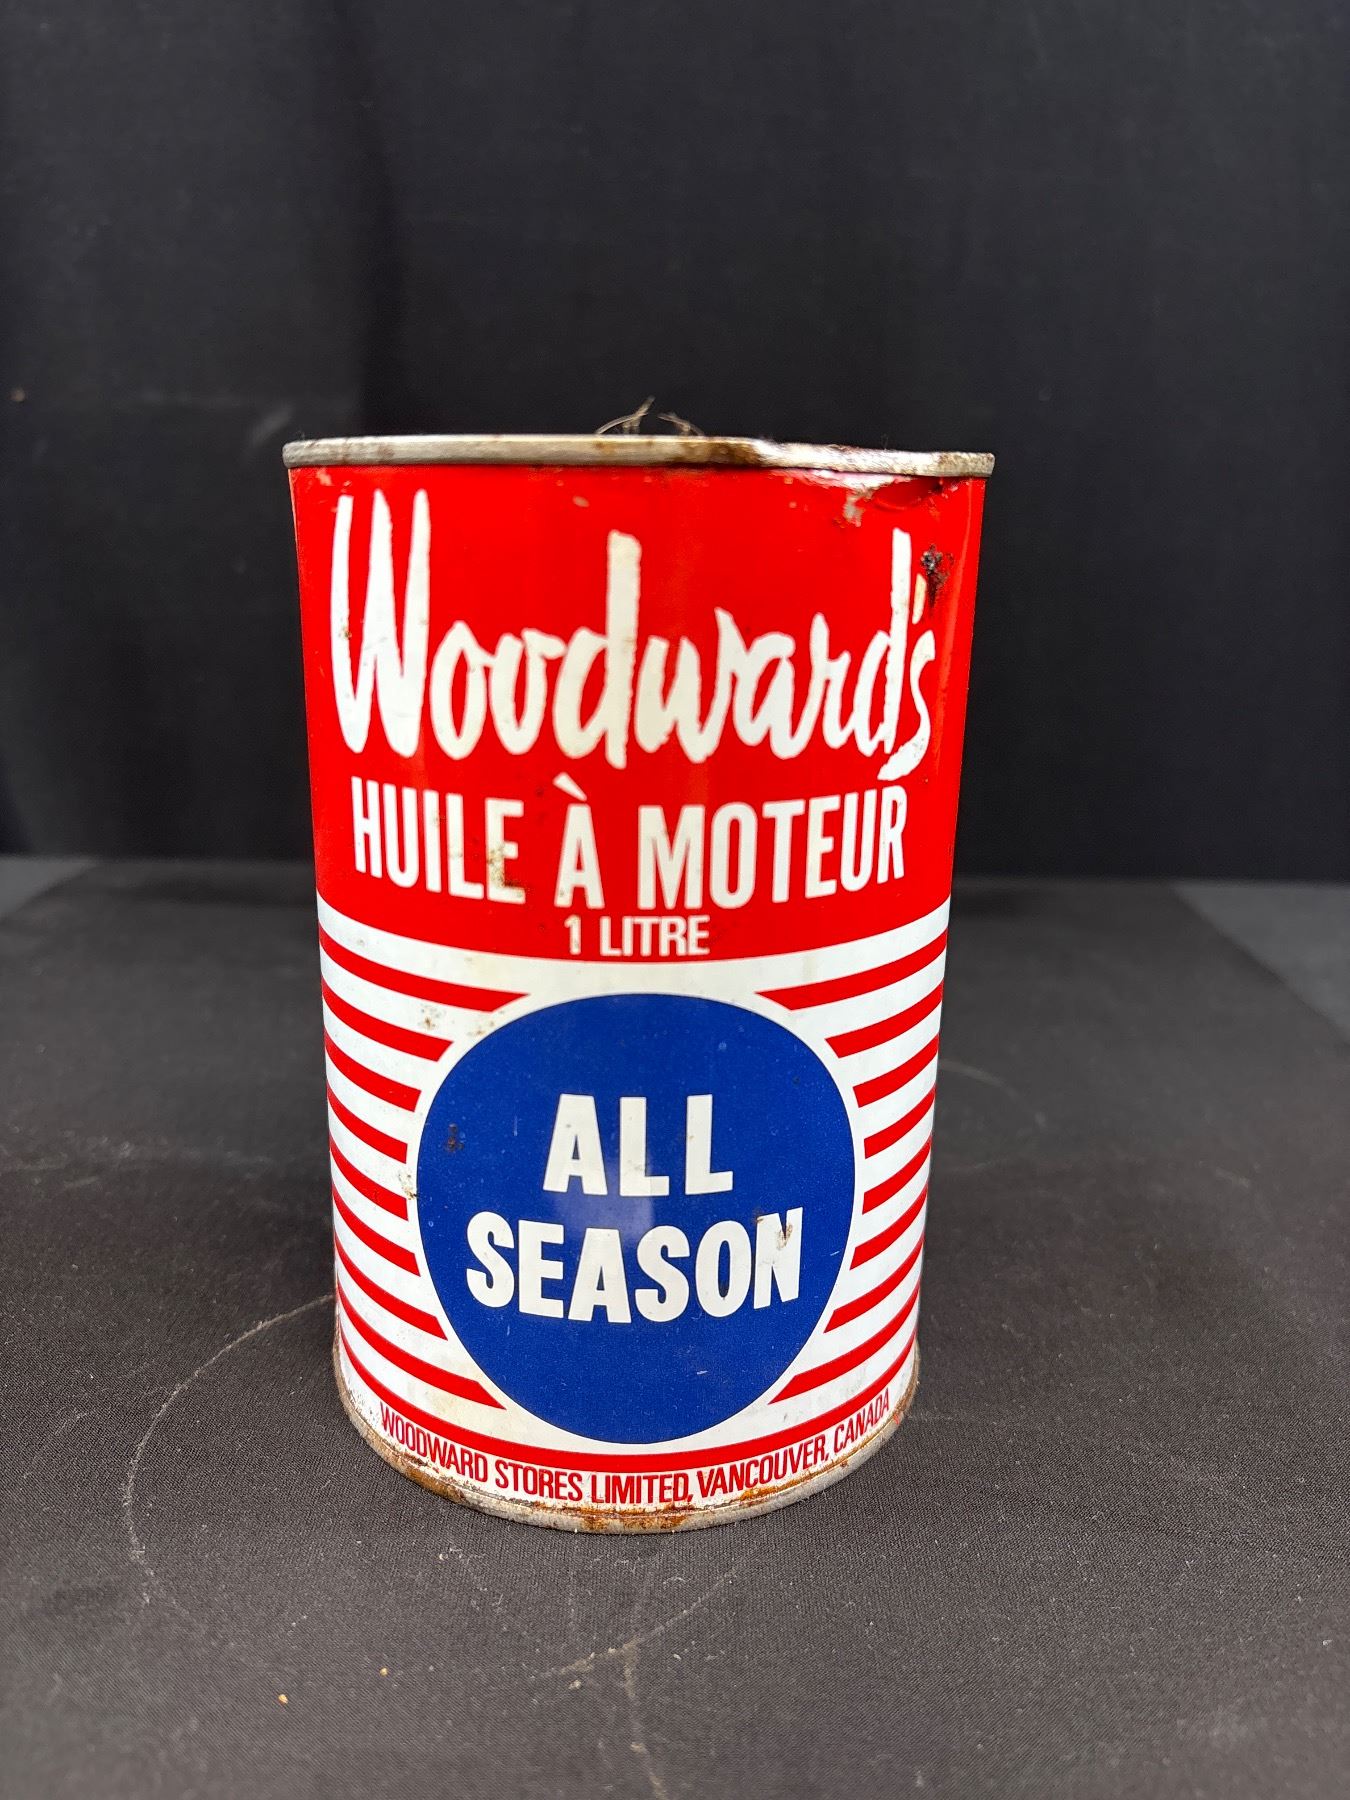 Woodward's
HUILE À MOTEUR
1 LITRE
ALL
SEASON
WOODWARD STORES LIMITED, VANCOUVER, CANADA